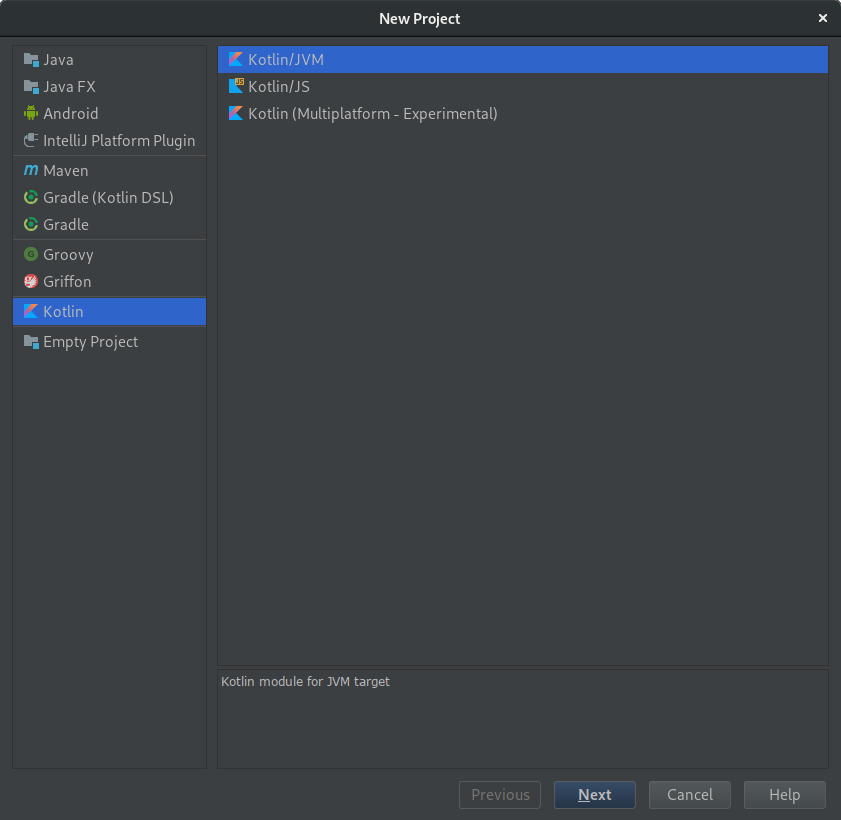 New Project
Java
Java FX
Android
IntelliJ Platform Plugin
Maven
Gradle (Kotlin DSL)
Gradle
Groovy
Griffon
Kotlin
Empty Project
Kotlin/JVM
Kotlin/JS
Kotlin (Multiplatform - Experimental)
Kotlin module for JVM target
Previous
Next
Cancel
Help